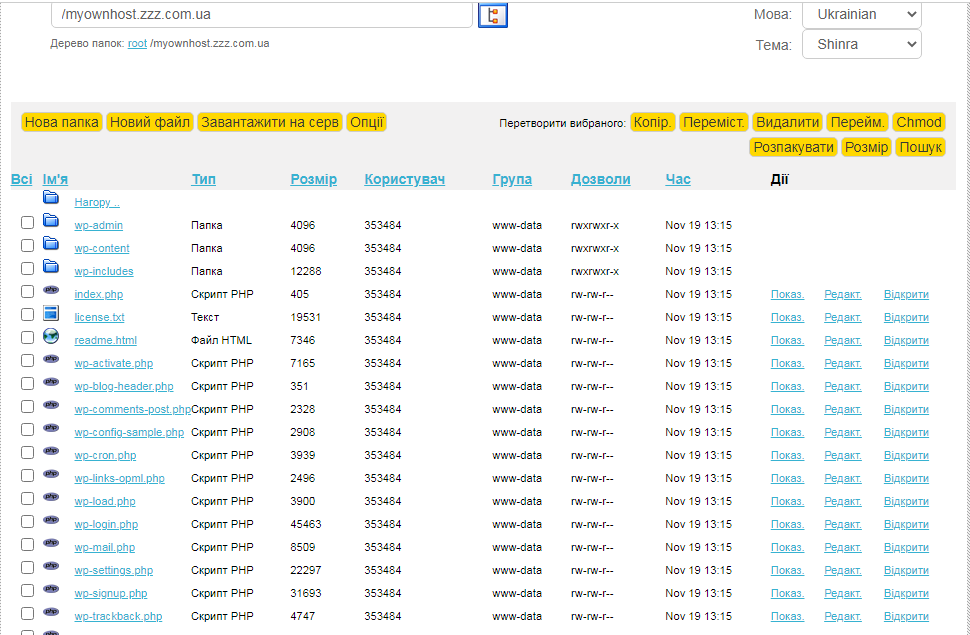 /myownhost.zzz.com.ua
Мова: Ukrainian
Дерево папок: root /myownhost.zzz.com.ua
Тема: Shinra
Нова папка Новий файл Завантажити на серв Опції Перетворити вибраного: Копір. Переміст. Видалити Перейм. Chmod
Розпакувати Розмір Пошук
Всі Ім'я Тип Розмір Користувач Група Дозволи Час Дії
Нагору ..
wp-admin Папка 4096 353484 www-data rwxrwxr-x Nov 19 13:15
wp-content Папка 4096 353484 www-data rwxrwxr-x Nov 19 13:15
wp-includes Папка 12288 353484 www-data rwxrwxr-x Nov 19 13:15
php index.php Скрипт PHP 405 353484 www-data rw-rw-r-- Nov 19 13:15 Показ. Редакт. Відкрити
license.txt Текст 19531 353484 www-data rw-rw-r-- Nov 19 13:15 Показ. Редакт. Відкрити
readme.html Файл HTML 7346 353484 www-data rw-rw-r-- Nov 19 13:15 Показ. Редакт. Відкрити
php wp-activate.php Скрипт PHP 7165 353484 www-data rw-rw-r-- Nov 19 13:15 Показ. Редакт. Відкрити
php wp-blog-header.php Скрипт PHP 351 353484 www-data rw-rw-r-- Nov 19 13:15 Показ. Редакт. Відкрити
php wp-comments-post.php Скрипт PHP 2328 353484 www-data rw-rw-r-- Nov 19 13:15 Показ. Редакт. Відкрити
php wp-config-sample.php Скрипт PHP 2908 353484 www-data rw-rw-r-- Nov 19 13:15 Показ. Редакт. Відкрити
php wp-cron.php Скрипт PHP 3939 353484 www-data rw-rw-r-- Nov 19 13:15 Показ. Редакт. Відкрити
php wp-links-opml.php Скрипт PHP 2496 353484 www-data rw-rw-r-- Nov 19 13:15 Показ. Редакт. Відкрити
php wp-load.php Скрипт PHP 3900 353484 www-data rw-rw-r-- Nov 19 13:15 Показ. Редакт. Відкрити
php wp-login.php Скрипт PHP 45463 353484 www-data rw-rw-r-- Nov 19 13:15 Показ. Редакт. Відкрити
php wp-mail.php Скрипт PHP 8509 353484 www-data rw-rw-r-- Nov 19 13:15 Показ. Редакт. Відкрити
php wp-settings.php Скрипт PHP 22297 353484 www-data rw-rw-r-- Nov 19 13:15 Показ. Редакт. Відкрити
php wp-signup.php Скрипт PHP 31693 353484 www-data rw-rw-r-- Nov 19 13:15 Показ. Редакт. Відкрити
php wp-trackback.php Скрипт PHP 4747 353484 www-data rw-rw-r-- Nov 19 13:15 Показ. Редакт. Відкрити
php